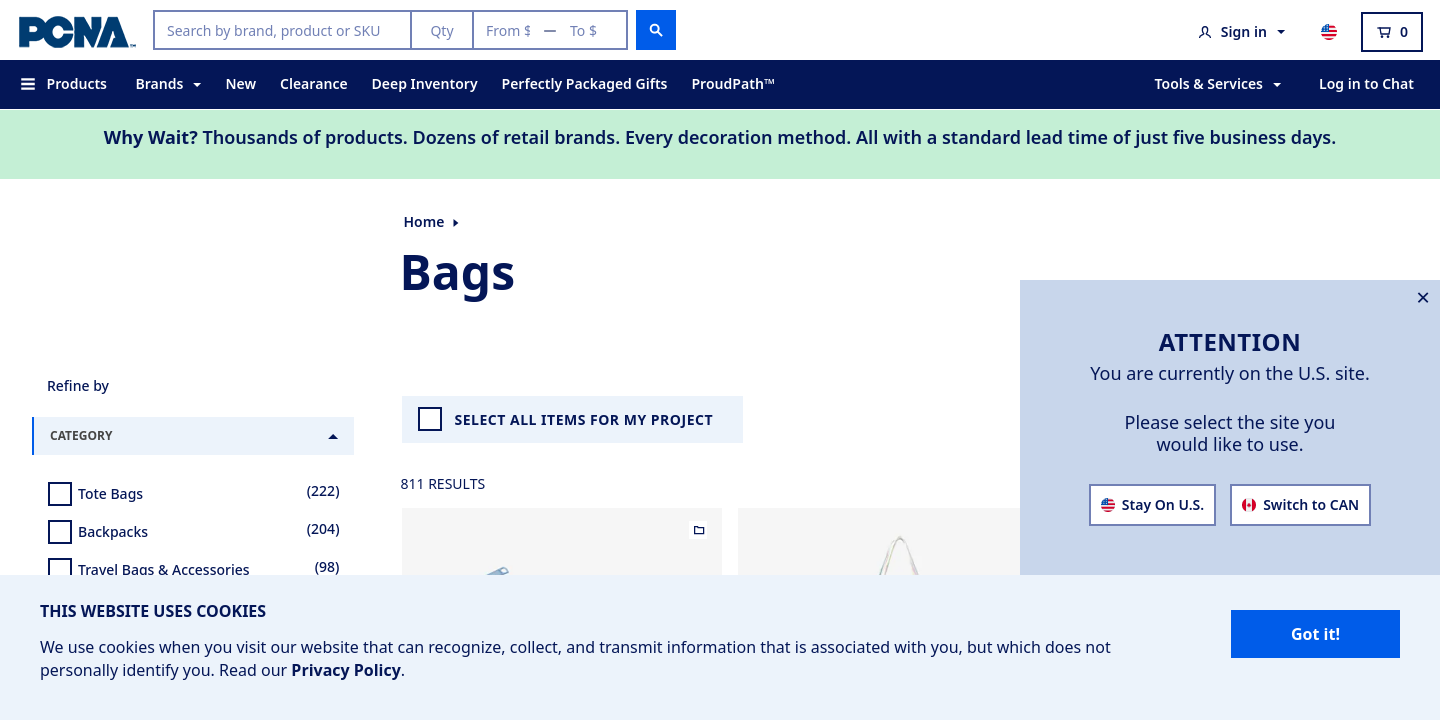 PCNA™
Search by brand, product or SKU
Qty
From $ — To $
Sign in
0
Products
Brands
New
Clearance
Deep Inventory
Perfectly Packaged Gifts
ProudPath™
Tools & Services
Log in to Chat
Why Wait? Thousands of products. Dozens of retail brands. Every decoration method. All with a standard lead time of just five business days.
Home
Bags
Refine by
CATEGORY
Tote Bags (222)
Backpacks (204)
Travel Bags & Accessories (98)
SELECT ALL ITEMS FOR MY PROJECT
811 RESULTS
ATTENTION
You are currently on the U.S. site.
Please select the site you
would like to use.
Stay On U.S.
Switch to CAN
THIS WEBSITE USES COOKIES
We use cookies when you visit our website that can recognize, collect, and transmit information that is associated with you, but which does not
personally identify you. Read our Privacy Policy.
Got it!